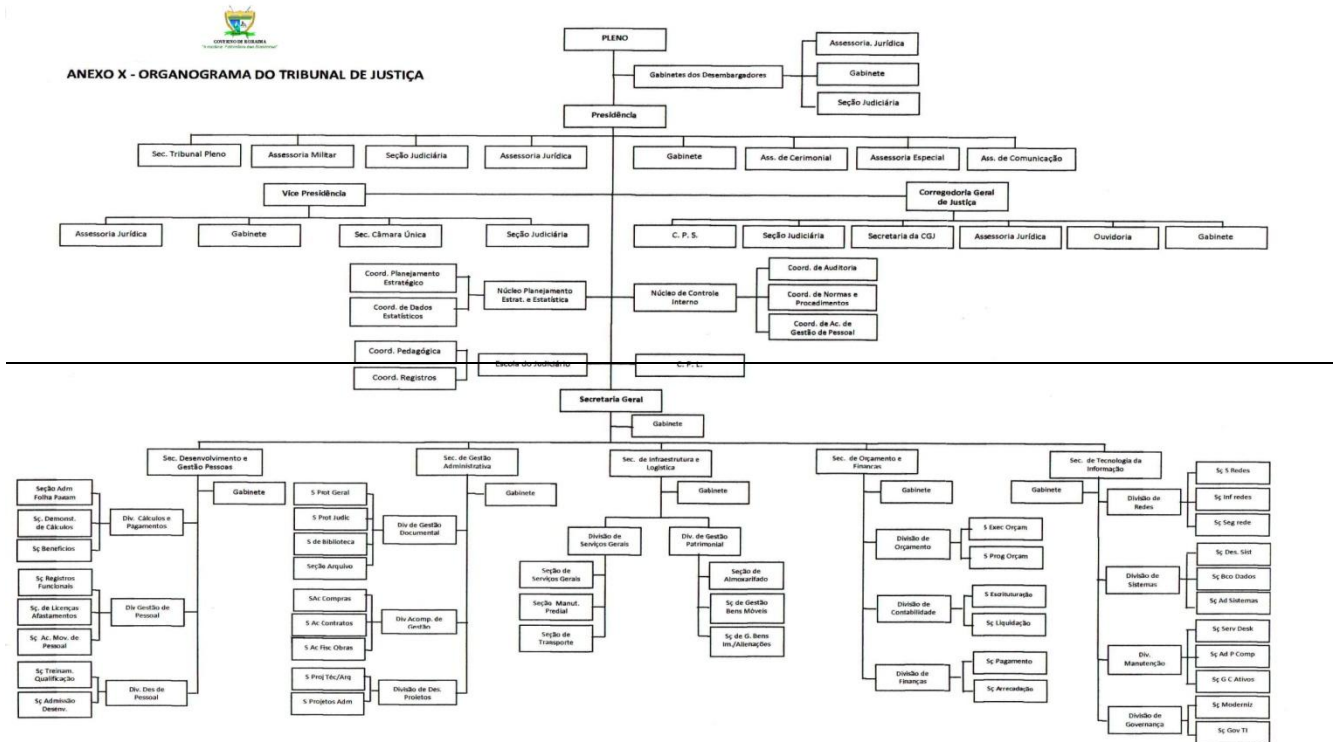 GOVERNO DE RORAIMA
ANEXO X - ORGANOGRAMA DO TRIBUNAL DE JUSTIÇA
PLENO
Gabinetes dos Desembargadores
Assessoria. Jurídica
Gabinete
Seção Judiciária
Presidência
Sec. Tribunal Pleno
Assessoria Militar
Seção Judiciária
Assessoria Jurídica
Gabinete
Ass. de Cerimonial
Assessoria Especial
Ass. de Comunicação
Vice Presidência
Corregedoria Geral
de Justiça
Assessoria Jurídica
Gabinete
Sec. Câmara Única
Seção Judiciária
C. P. S.
Seção Judiciária
Secretaria da CGJ
Assessoria Jurídica
Ouvidoria
Gabinete
Coord. Planejamento
Estratégico
Coord. de Dados
Estatísticos
Núcleo Planejamento
Estrat. e Estatística
Núcleo de Controle
Interno
Coord. de Auditoria
Coord. de Normas e
Procedimentos
Coord. de Ac. de
Gestão de Pessoal
Coord. Pedagógica
Coord. Registros
Escola do Judiciário
C. P. L.
Secretaria Geral
Gabinete
Sec. Desenvolvimento e
Gestão Pessoas
Gabinete
Seção Adm
Folha Pagam
Sç. Demonst.
de Cálculos
Sç Benefícios
Div. Cálculos e
Pagamentos
Sç Registros
Funcionais
Sç. de Licenças
Afastamentos
Sç Ac. Mov. de
Pessoal
Div Gestão de
Pessoal
Sç Treinam.
Qualificação
Sç Admissão
Desenv.
Div. Des de
Pessoal
Sec. de Gestão
Administrativa
Gabinete
S Prot Geral
S Prot Judic
S de Biblioteca
Seção Arquivo
Div de Gestão
Documental
SAc Compras
S Ac Contratos
S Ac Fisc Obras
Div Acomp. de
Gestão
S Proj Téc/Arq
S Projetos Adm
Divisão de Des.
Projetos
Sec. de Infraestrutura e
Logística
Gabinete
Divisão de
Serviços Gerais
Seção de
Serviços Gerais
Seção Manut.
Predial
Seção de
Transporte
Div. de Gestão
Patrimonial
Seção de
Almoxarifado
Sç de Gestão
Bens Móveis
Sç de G. Bens
Im./Alienações
Sec. de Orçamento e
Finanças
Gabinete
Divisão de
Orçamento
S Exec Orçam
S Prog Orçam
Divisão de
Contabilidade
S Escrituração
Sç Liquidação
Divisão de
Finanças
Sç Pagamento
Sç Arrecadação
Sec. de Tecnologia da
Informação
Gabinete
Divisão de
Redes
Sç S Redes
Sç Inf redes
Sç Seg rede
Divisão de
Sistemas
Sç Des. Sist
Sç Bco Dados
Sç Ad Sistemas
Div.
Manutenção
Sç Serv Desk
Sç Ad P Comp
Sç G C Ativos
Divisão de
Governança
Sç Moderniz
Sç Gov TI